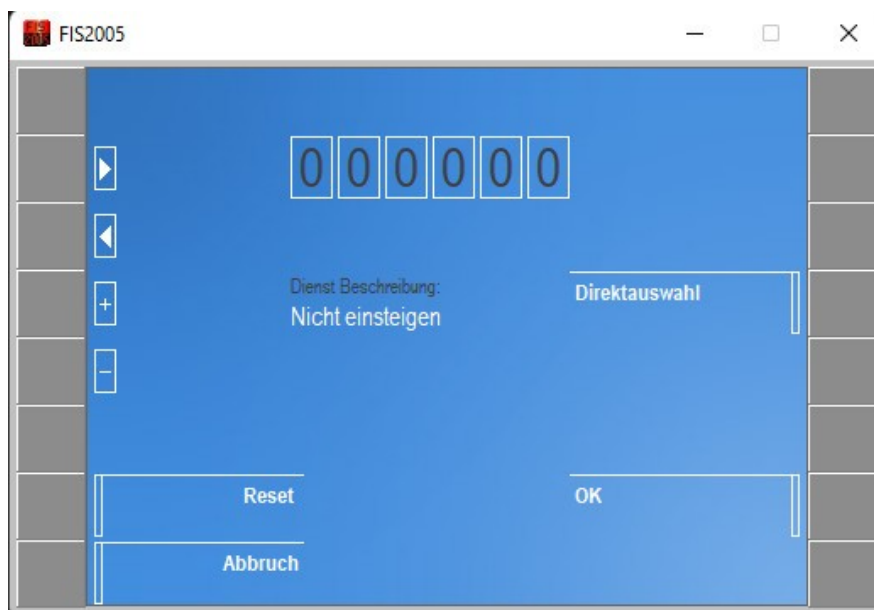 FIS2005
000000
Dienst Beschreibung:
Nicht einsteigen
Direktauswahl
Reset
OK
Abbruch